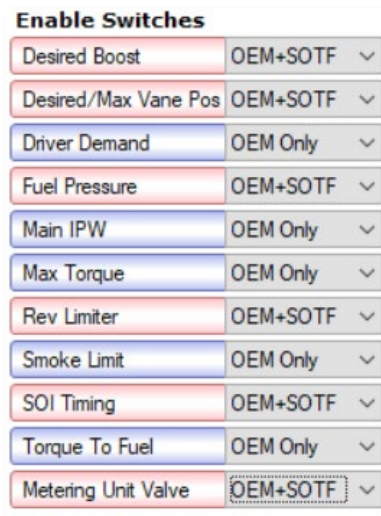 Enable Switches
Desired Boost OEM+SOTF
Desired/Max Vane Pos OEM+SOTF
Driver Demand OEM Only
Fuel Pressure OEM+SOTF
Main IPW OEM Only
Max Torque OEM Only
Rev Limiter OEM+SOTF
Smoke Limit OEM Only
SOI Timing OEM+SOTF
Torque To Fuel OEM Only
Metering Unit Valve OEM+SOTF